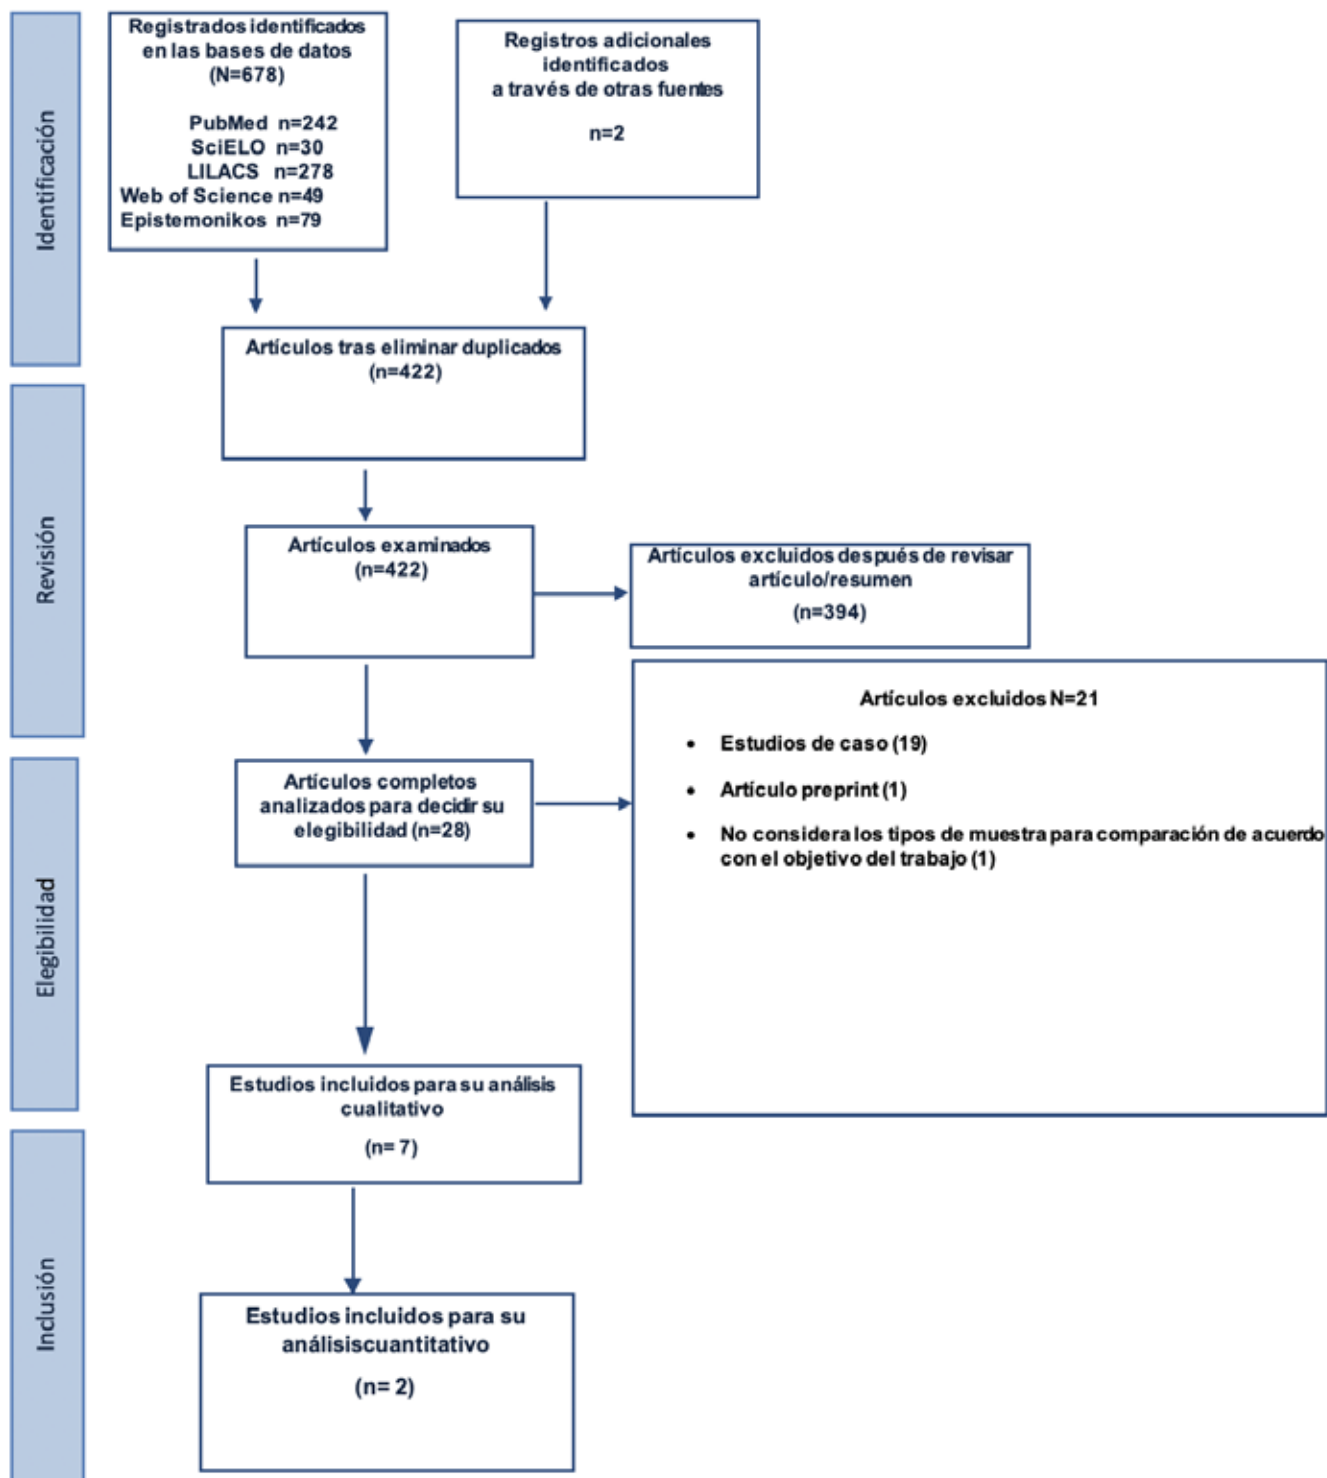 Identificación
Registrados identificados
en las bases de datos
(N=678)
PubMed n=242
SciELO n=30
LILACS n=278
Web of Science n=49
Epistemonikos n=79
Registros adicionales
identificados
a través de otras fuentes
n=2
Artículos tras eliminar duplicados
(n=422)
Revisión
Artículos examinados
(n=422)
Artículos excluidos después de revisar
artículo/resumen
(n=394)
Elegibilidad
Artículos completos
analizados para decidir su
elegibilidad (n=28)
Artículos excluidos N=21
• Estudios de caso (19)
• Artículo preprint (1)
• No considera los tipos de muestra para comparación de acuerdo
con el objetivo del trabajo (1)
Estudios incluidos para su análisis
cualitativo
(n= 7)
Inclusión
Estudios incluidos para su
análisiscuantitativo
(n= 2)